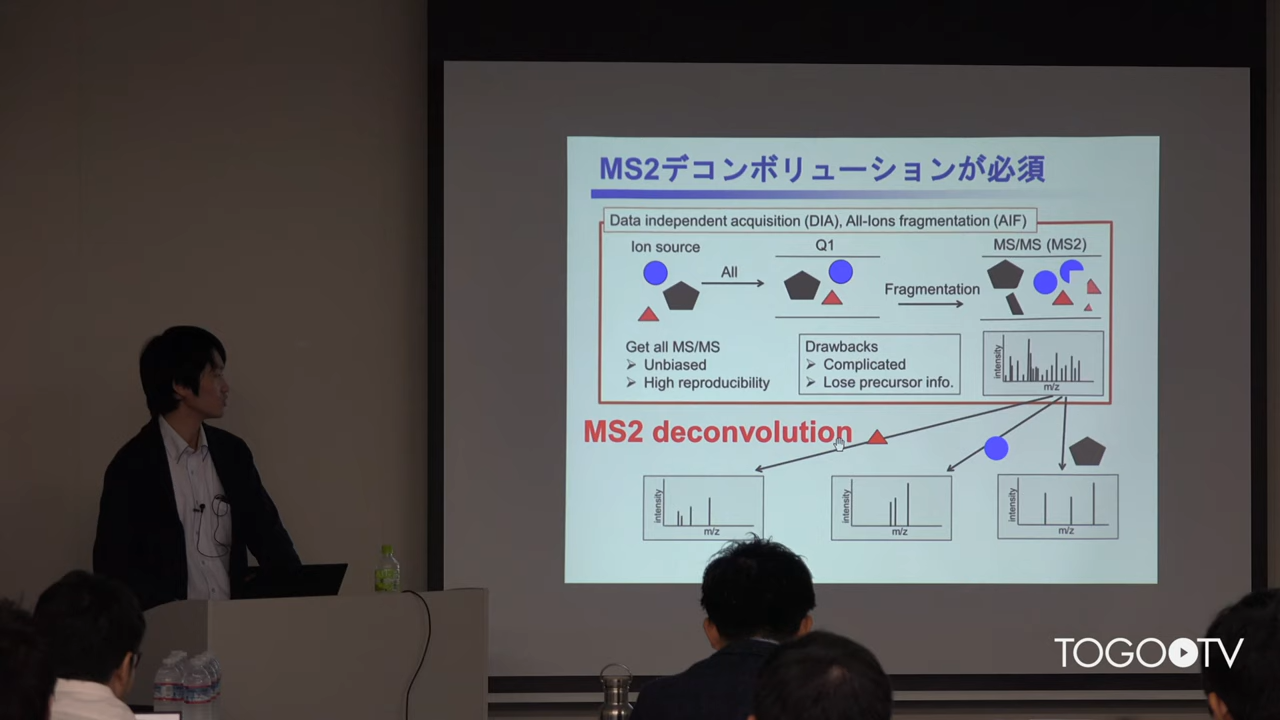 MS2デコンボリューションが必須
Data independent acquisition (DIA), All-Ions fragmentation (AIF)
Ion source
All
Q1
Fragmentation
MS/MS (MS2)
Get all MS/MS
➢ Unbiased
➢ High reproducibility
Drawbacks
➢ Complicated
➢ Lose precursor info.
intensity
m/z
MS2 deconvolution
intensity
m/z
intensity
m/z
intensity
m/z
TOGOTV